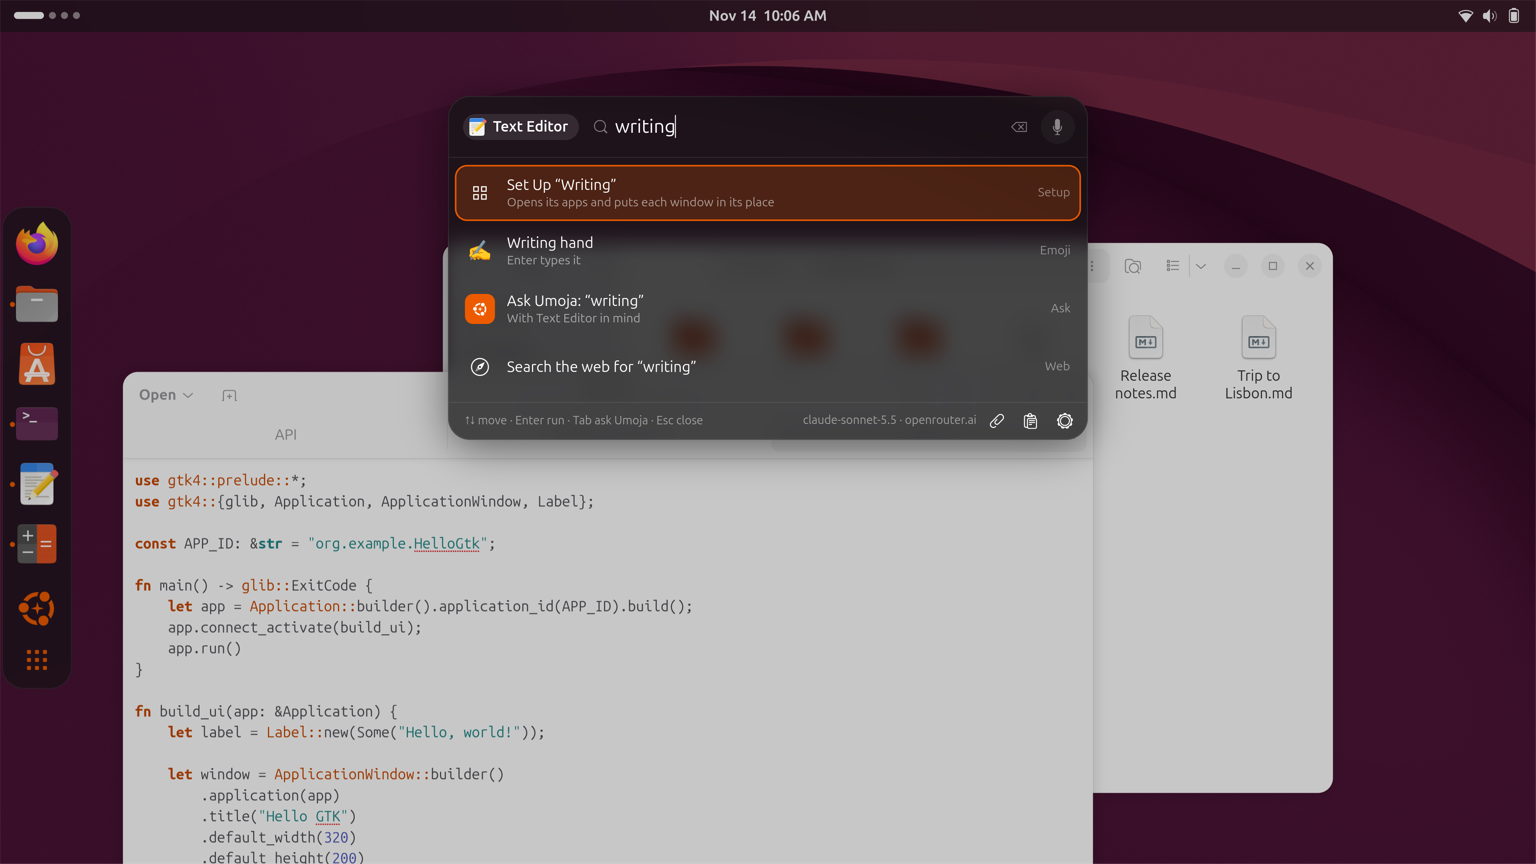 Nov 14 10:06 AM
Text Editor
writing
Set Up “Writing”
Opens its apps and puts each window in its place
Setup
Writing hand
Enter types it
Emoji
Ask Umoja: “writing”
With Text Editor in mind
Ask
Search the web for “writing”
Web
↑↓ move · Enter run · Tab ask Umoja · Esc close
claude-sonnet-5.5 · openrouter.ai
Release
notes.md
Trip to
Lisbon.md
Open
API
use gtk4::prelude::*;
use gtk4::{glib, Application, ApplicationWindow, Label};
const APP_ID: &str = "org.example.HelloGtk";
fn main() -> glib::ExitCode {
    let app = Application::builder().application_id(APP_ID).build();
    app.connect_activate(build_ui);
    app.run()
}
fn build_ui(app: &Application) {
    let label = Label::new(Some("Hello, world!"));
    let window = ApplicationWindow::builder()
        .application(app)
        .title("Hello GTK")
        .default_width(320)
        .default_height(200)